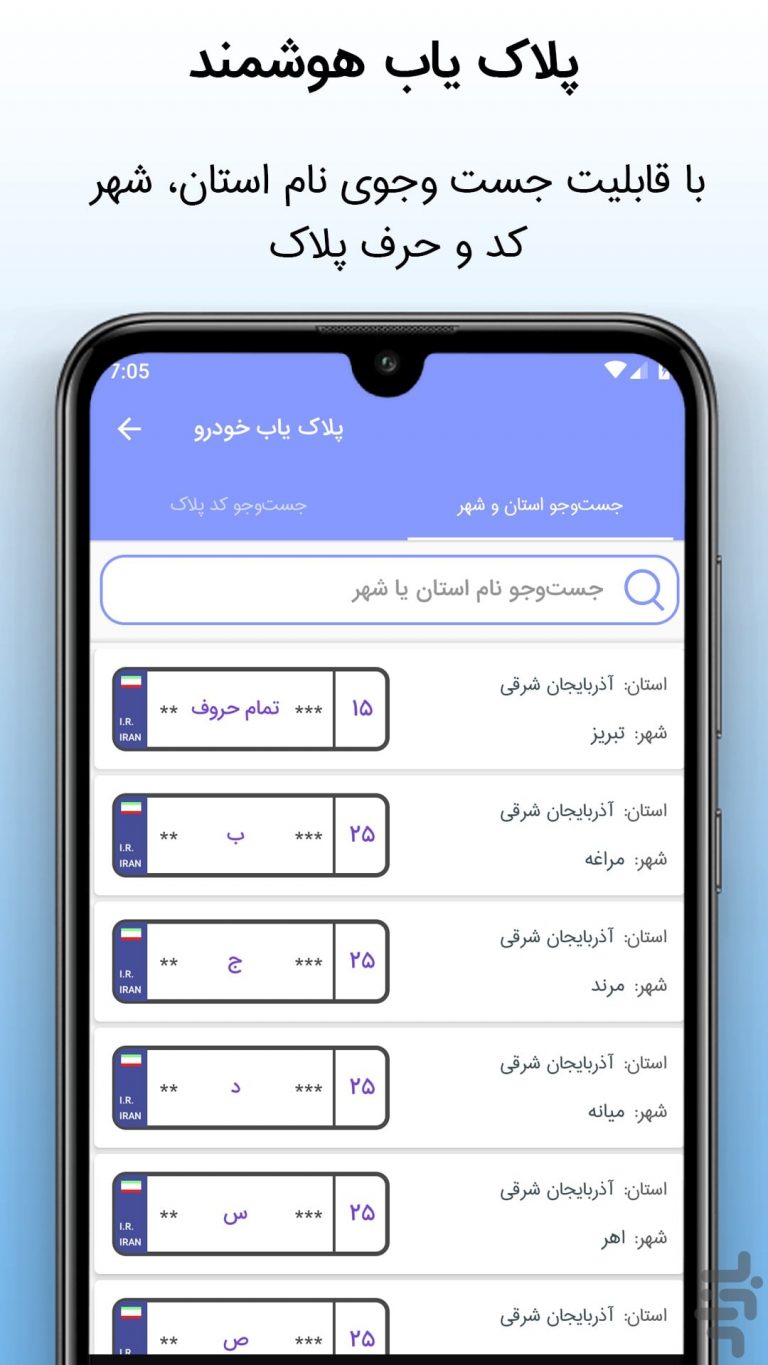 پلاک یاب هوشمند
با قابلیت جست وجوی نام استان، شهر
کد و حرف پلاک
7:05
پلاک یاب خودرو
جست‌وجو استان و شهر
جست‌وجو کد پلاک
جست‌وجو نام استان یا شهر
استان: آذربایجان شرقی
شهر: تبریز
I.R. IRAN ** تمام حروف *** ۱۵
استان: آذربایجان شرقی
شهر: مراغه
I.R. IRAN ** ب *** ۲۵
استان: آذربایجان شرقی
شهر: مرند
I.R. IRAN ** ج *** ۲۵
استان: آذربایجان شرقی
شهر: میانه
I.R. IRAN ** د *** ۲۵
استان: آذربایجان شرقی
شهر: اهر
I.R. IRAN ** س *** ۲۵
استان: آذربایجان شرقی
I.R ** ص *** ۲۵